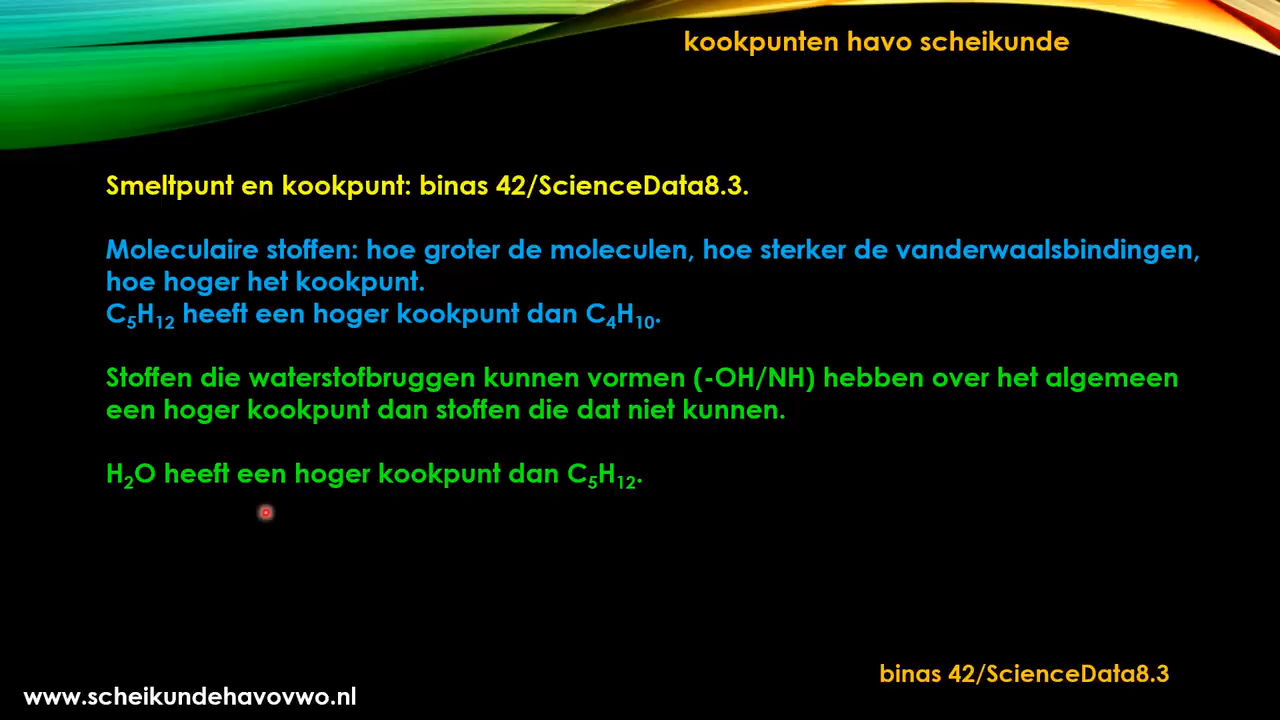 kookpunten havo scheikunde
Smeltpunt en kookpunt: binas 42/ScienceData8.3.
Moleculaire stoffen: hoe groter de moleculen, hoe sterker de vanderwaalsbindingen,
hoe hoger het kookpunt.
C₅H₁₂ heeft een hoger kookpunt dan C₄H₁₀.
Stoffen die waterstofbruggen kunnen vormen (-OH/NH) hebben over het algemeen
een hoger kookpunt dan stoffen die dat niet kunnen.
H₂O heeft een hoger kookpunt dan C₅H₁₂.
binas 42/ScienceData8.3
www.scheikundehavovwo.nl